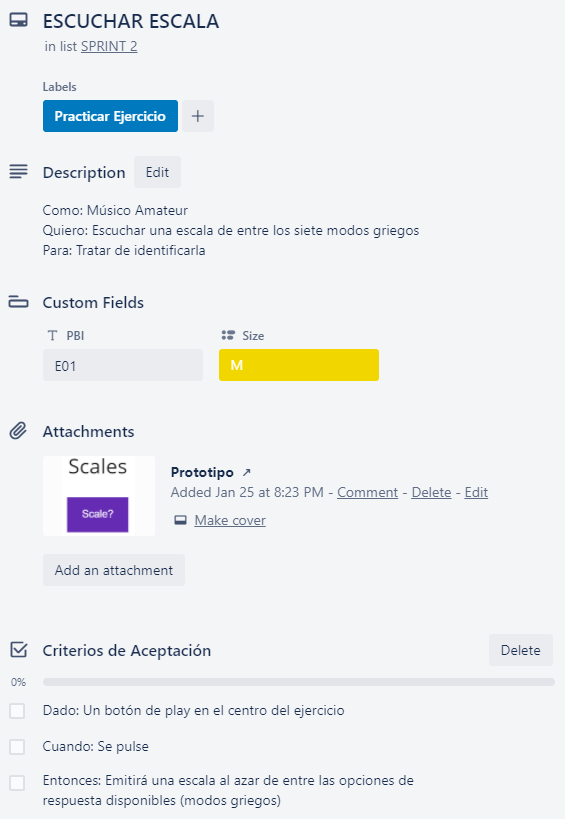 ESCUCHAR ESCALA
in list SPRINT 2
Labels
Practicar Ejercicio +
Description Edit
Como: Músico Amateur
Quiero: Escuchar una escala de entre los siete modos griegos
Para: Tratar de identificarla
Custom Fields
T PBI Size
E01 M
Attachments
Scales
Scale?
Prototipo ↗
Added Jan 25 at 8:23 PM - Comment - Delete - Edit
Make cover
Add an attachment
Criterios de Aceptación Delete
0%
Dado: Un botón de play en el centro del ejercicio
Cuando: Se pulse
Entonces: Emitirá una escala al azar de entre las opciones de
respuesta disponibles (modos griegos)